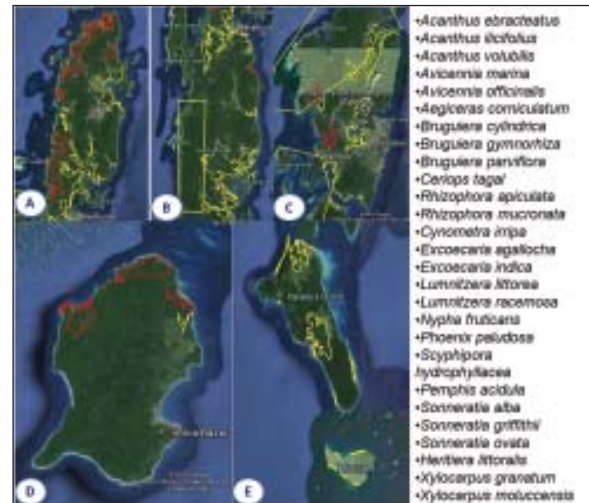 A
B
C
D
E
•Acanthus ebracteatus
•Acanthus ilicifolius
•Acanthus volubilis
•Avicennia marina
•Avicennia officinalis
•Aegiceras corniculatum
•Bruguiera cylindrica
•Bruguiera gymnorhiza
•Bruguiera parviflora
•Ceriops tagal
•Rhizophora apiculata
•Rhizophora mucronata
•Cynometra irripa
•Excoecaria agallocha
•Excoecaria indica
•Lumnitzera littorea
•Lumnitzera racemosa
•Nypha fruticans
•Phoenix paludosa
•Scyphipora
hydrophyllacea
•Pemphis acidula
•Sonneratia alba
•Sonneratia griffithii
•Sonneratia ovata
•Heritiera littoralis
•Xylocarpus granatum
•Xylocarpus moluccensis